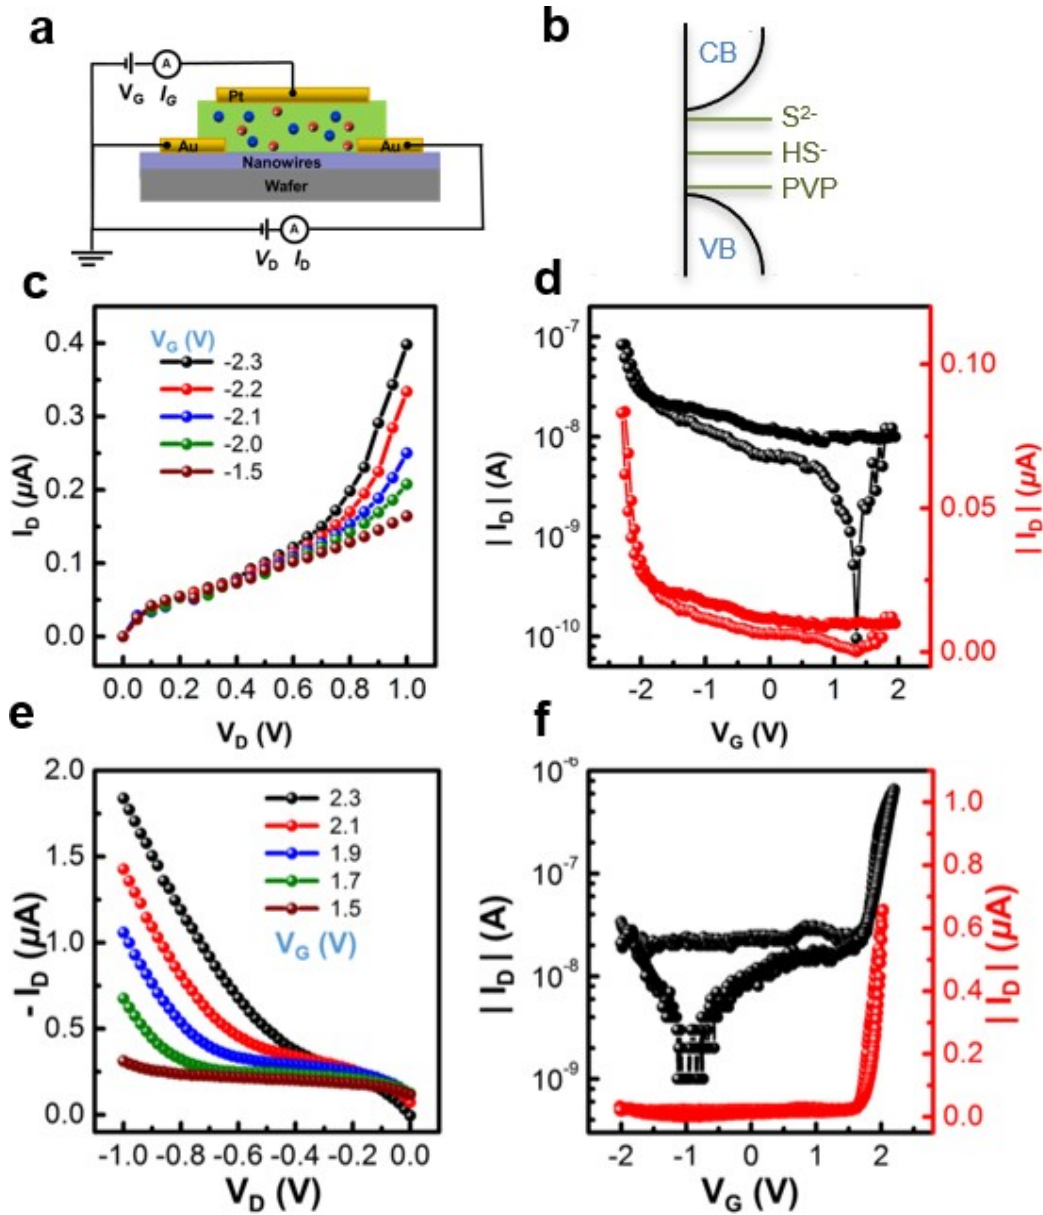 a
A
V_G I_G
Pt
Au
Au
Nanowires
Wafer
A
V_D I_D
b
CB
S²⁻
HS⁻
PVP
VB
c
V_G (V)
-2.3
-2.2
-2.1
-2.0
-1.5
I_D (μA)
0.4
0.3
0.2
0.1
0.0
0.0 0.2 0.4 0.6 0.8 1.0
V_D (V)
d
| I_D | (A)
10⁻⁷
10⁻⁸
10⁻⁹
10⁻¹⁰
0.10
0.05
0.00
| I_D | (μA)
-2 -1 0 1 2
V_G (V)
e
2.3
2.1
1.9
1.7
1.5
V_G (V)
- I_D (μA)
2.0
1.5
1.0
0.5
0.0
-1.0 -0.8 -0.6 -0.4 -0.2 0.0
V_D (V)
f
| I_D | (A)
10⁻⁶
10⁻⁷
10⁻⁸
10⁻⁹
1.0
0.8
0.6
0.4
0.2
0.0
| I_D | (μA)
-2 -1 0 1 2
V_G (V)